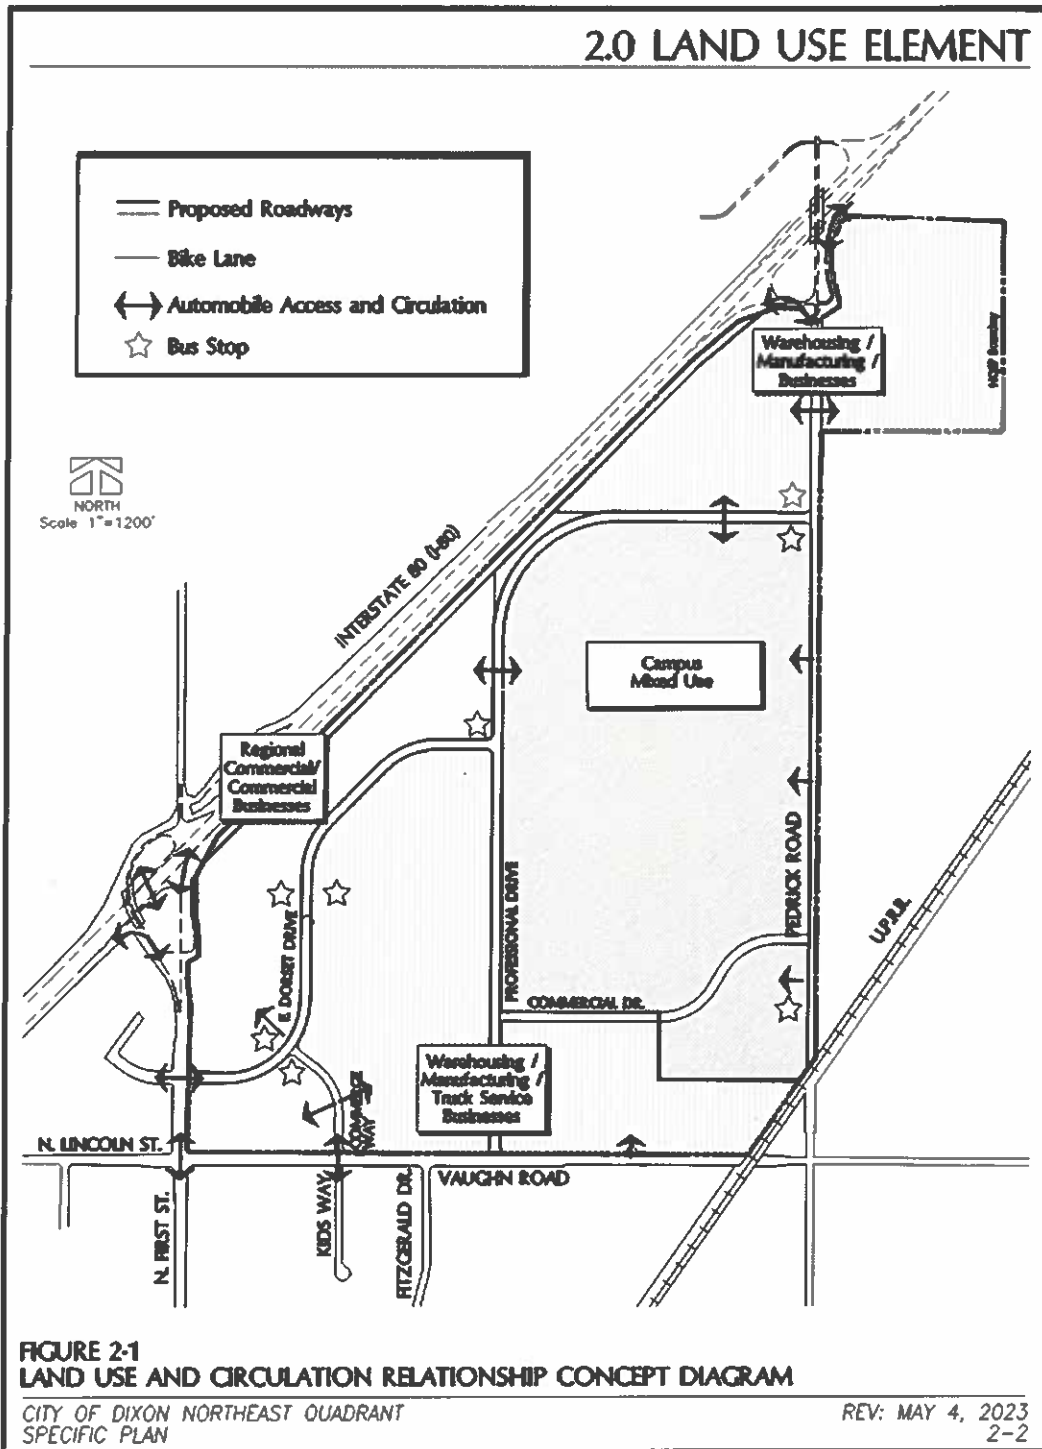 2.0 LAND USE ELEMENT
Proposed Roadways
Bike Lane
Automobile Access and Circulation
Bus Stop
NORTH
Scale 1"=1200'
INTERSTATE 80 (I-80)
Warehousing /
Manufacturing /
Businesses
NQSP Boundary
Campus
Mixed Use
Regional
Commercial/
Commercial
Businesses
E. DORSET DRIVE
PROFESSIONAL DRIVE
PEDRICK ROAD
U.P.R.R.
COMMERCIAL DR.
Warehousing /
Manufacturing /
Truck Service
Businesses
COMMERCE
WAY
N. LINCOLN ST.
VAUGHN ROAD
N. FIRST ST.
KIDS WAY
FITZGERALD DR.
FIGURE 2-1
LAND USE AND CIRCULATION RELATIONSHIP CONCEPT DIAGRAM
CITY OF DIXON NORTHEAST QUADRANT
SPECIFIC PLAN
REV: MAY 4, 2023
2-2